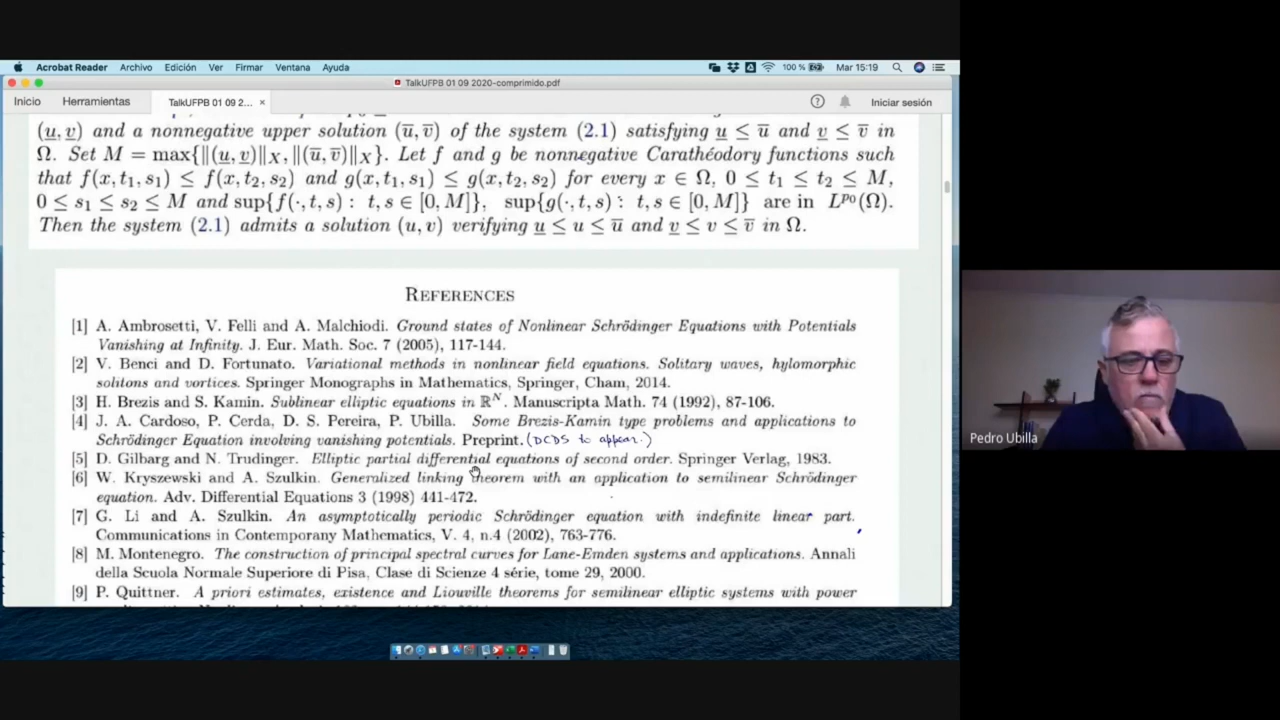 Acrobat Reader Archivo Edición Ver Firmar Ventana Ayuda 100 % Mar 15:19
TalkUFPB 01 09 2020-comprimido.pdf
Inicio Herramientas TalkUFPB 01 09 2... × Iniciar sesión
(u̲, v̲) and a nonnegative upper solution (u̅, v̅) of the system (2.1) satisfying u̲ ≤ u̅ and v̲ ≤ v̅ in
Ω. Set M = max{‖(u̲, v̲)‖X, ‖(u̅, v̅)‖X}. Let f and g be nonnegative Carathéodory functions such
that f(x, t₁, s₁) ≤ f(x, t₂, s₂) and g(x, t₁, s₁) ≤ g(x, t₂, s₂) for every x ∈ Ω, 0 ≤ t₁ ≤ t₂ ≤ M,
0 ≤ s₁ ≤ s₂ ≤ M and sup{f(·, t, s) : t, s ∈ [0, M]}, sup{g(·, t, s) : t, s ∈ [0, M]} are in L^{p₀}(Ω).
Then the system (2.1) admits a solution (u, v) verifying u̲ ≤ u ≤ u̅ and v̲ ≤ v ≤ v̅ in Ω.
References
[1] A. Ambrosetti, V. Felli and A. Malchiodi. Ground states of Nonlinear Schrödinger Equations with Potentials
Vanishing at Infinity. J. Eur. Math. Soc. 7 (2005), 117-144.
[2] V. Benci and D. Fortunato. Variational methods in nonlinear field equations. Solitary waves, hylomorphic
solitons and vortices. Springer Monographs in Mathematics, Springer, Cham, 2014.
[3] H. Brezis and S. Kamin. Sublinear elliptic equations in ℝᴺ. Manuscripta Math. 74 (1992), 87-106.
[4] J. A. Cardoso, P. Cerda, D. S. Pereira, P. Ubilla. Some Brezis-Kamin type problems and applications to
Schrödinger Equation involving vanishing potentials. Preprint. (DCDS to appear.)
[5] D. Gilbarg and N. Trudinger. Elliptic partial differential equations of second order. Springer Verlag, 1983.
[6] W. Kryszewski and A. Szulkin. Generalized linking theorem with an application to semilinear Schrödinger
equation. Adv. Differential Equations 3 (1998) 441-472.
[7] G. Li and A. Szulkin. An asymptotically periodic Schrödinger equation with indefinite linear part.
Communications in Contemporany Mathematics, V. 4, n.4 (2002), 763-776.
[8] M. Montenegro. The construction of principal spectral curves for Lane-Emden systems and applications. Annali
della Scuola Normale Superiore di Pisa, Clase di Scienze 4 série, tome 29, 2000.
[9] P. Quittner. A priori estimates, existence and Liouville theorems for semilinear elliptic systems with power
Pedro Ubilla